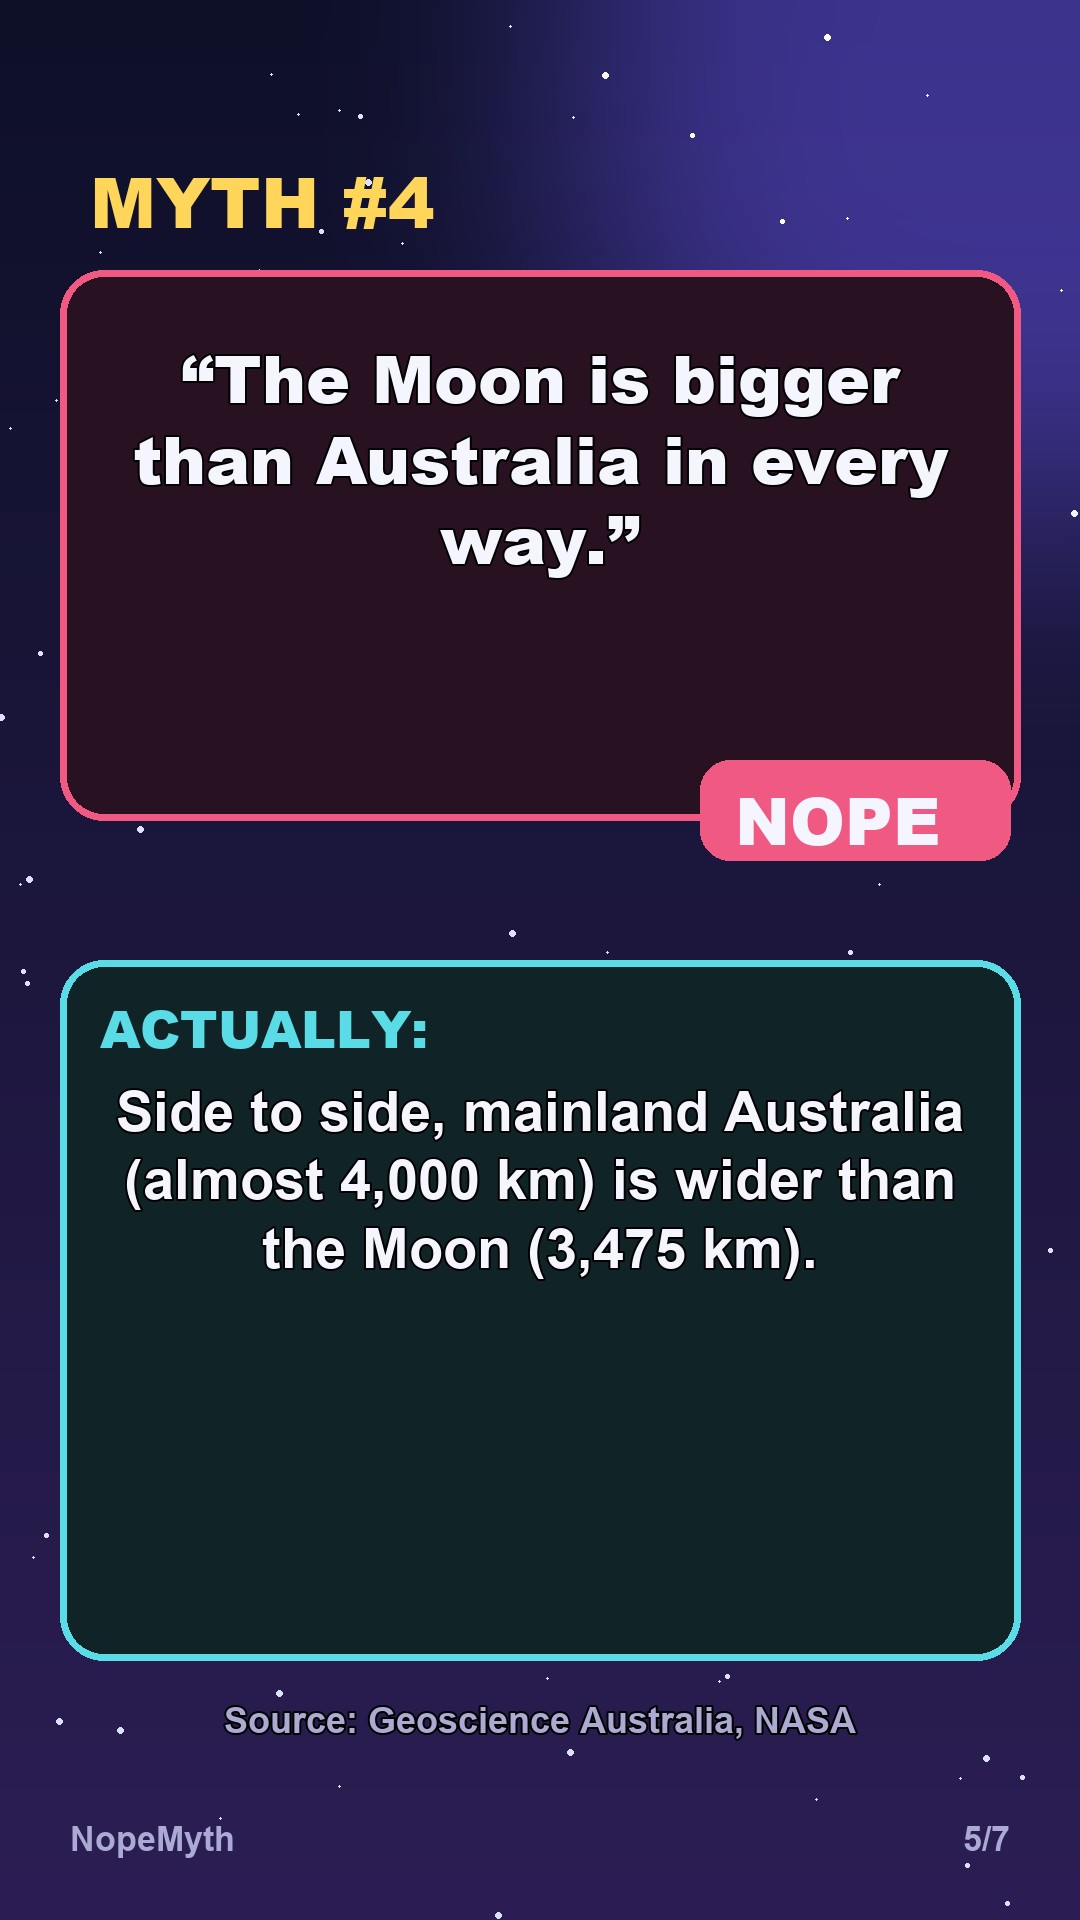 MYTH #4
“The Moon is bigger
than Australia in every
way.”
NOPE
ACTUALLY:
Side to side, mainland Australia
(almost 4,000 km) is wider than
the Moon (3,475 km).
Source: Geoscience Australia, NASA
NopeMyth
5/7